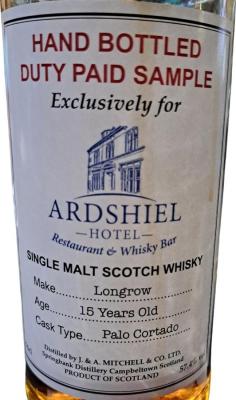 HAND BOTTLED
DUTY PAID SAMPLE
Exclusively for
ARDSHIEL
HOTEL
Restaurant & Whisky Bar
SINGLE MALT SCOTCH WHISKY
Make..........Longrow..........
Age..........15 Years Old..........
Cask Type.....Palo Cortado.....
Distilled by J. & A. MITCHELL & CO. LTD.
Springbank Distillery Campbeltown Scotland
PRODUCT OF SCOTLAND
57.4%